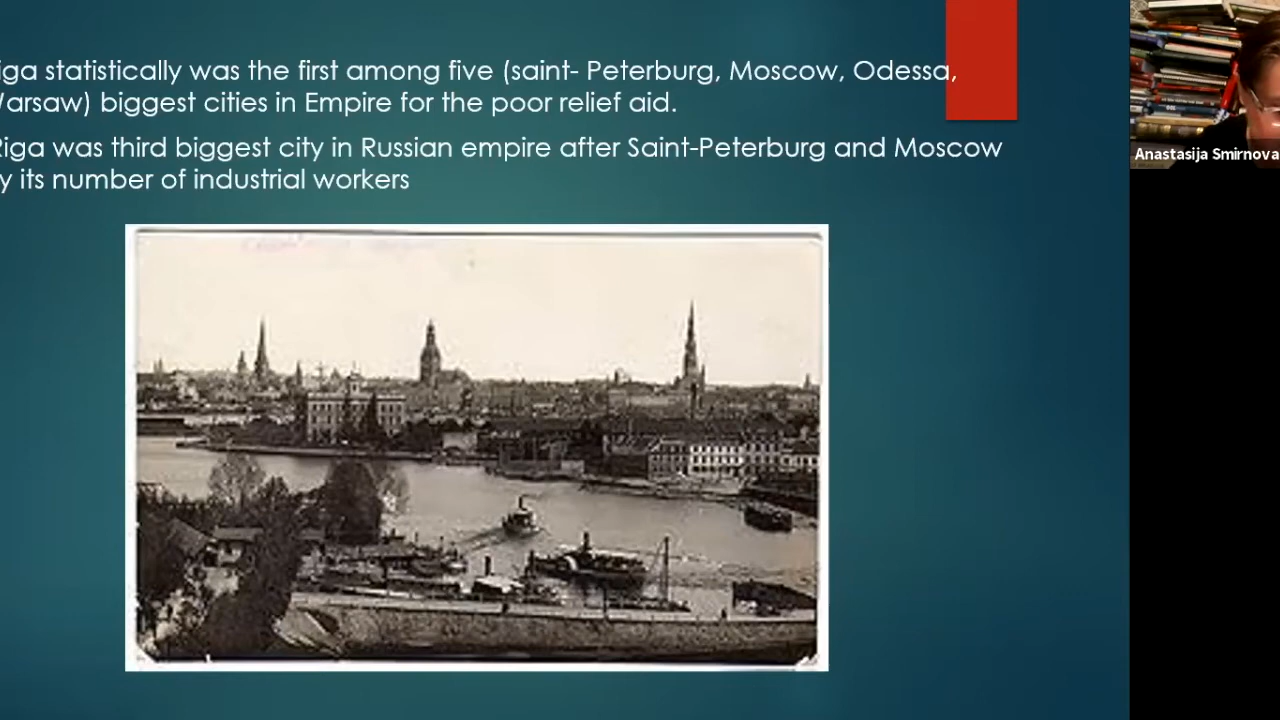 iga statistically was the first among five (saint- Peterburg, Moscow, Odessa,
arsaw) biggest cities in Empire for the poor relief aid.
Riga was third biggest city in Russian empire after Saint-Peterburg and Moscow
y its number of industrial workers
Anastasija Smirnova